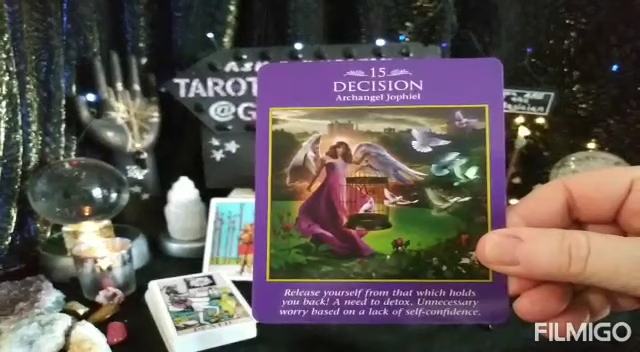 TAROT
@G
15
DECISION
Archangel Jophiel
Release yourself from that which holds
you back! A need to detox. Unnecessary
worry based on a lack of self-confidence.
FILMIGO